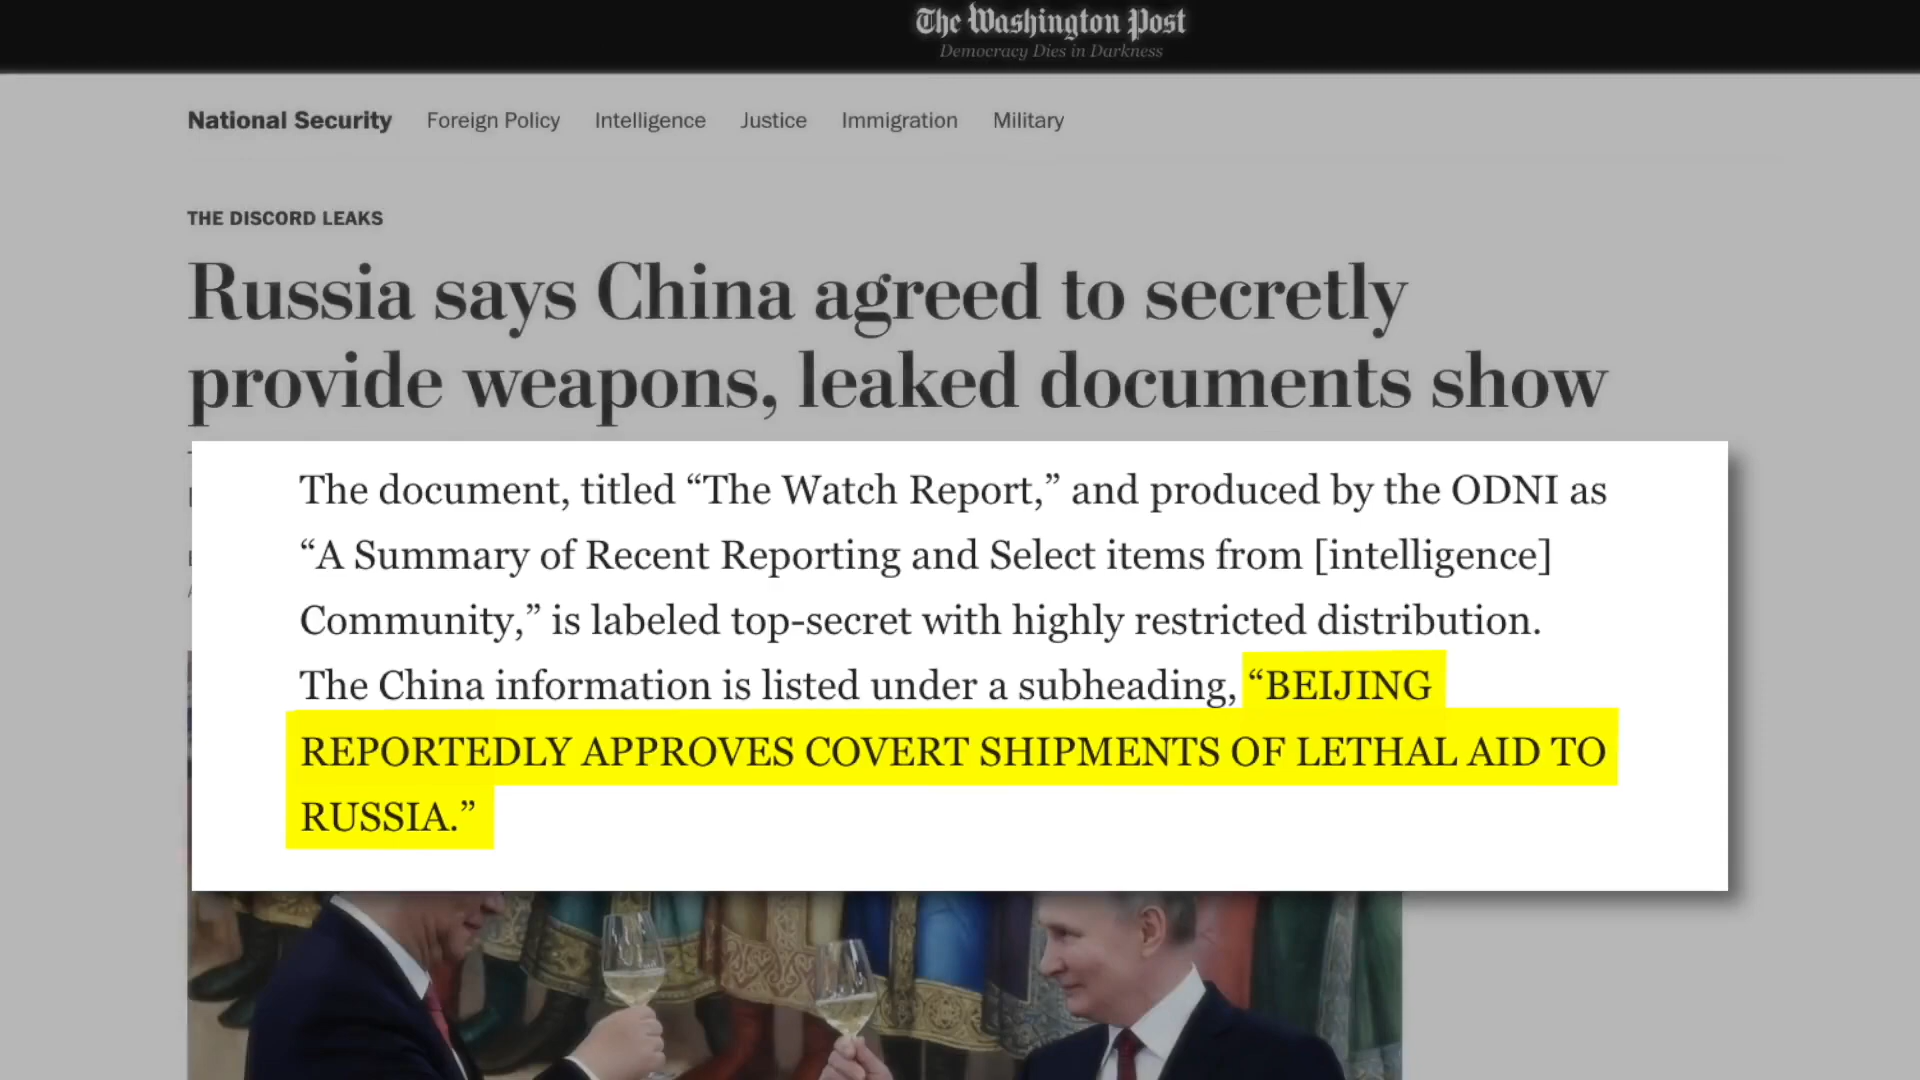 The Washington Post
Democracy Dies in Darkness
National Security Foreign Policy Intelligence Justice Immigration Military
THE DISCORD LEAKS
Russia says China agreed to secretly
provide weapons, leaked documents show
The document, titled “The Watch Report,” and produced by the ODNI as
“A Summary of Recent Reporting and Select items from [intelligence]
Community,” is labeled top-secret with highly restricted distribution.
The China information is listed under a subheading, “BEIJING
REPORTEDLY APPROVES COVERT SHIPMENTS OF LETHAL AID TO
RUSSIA.”